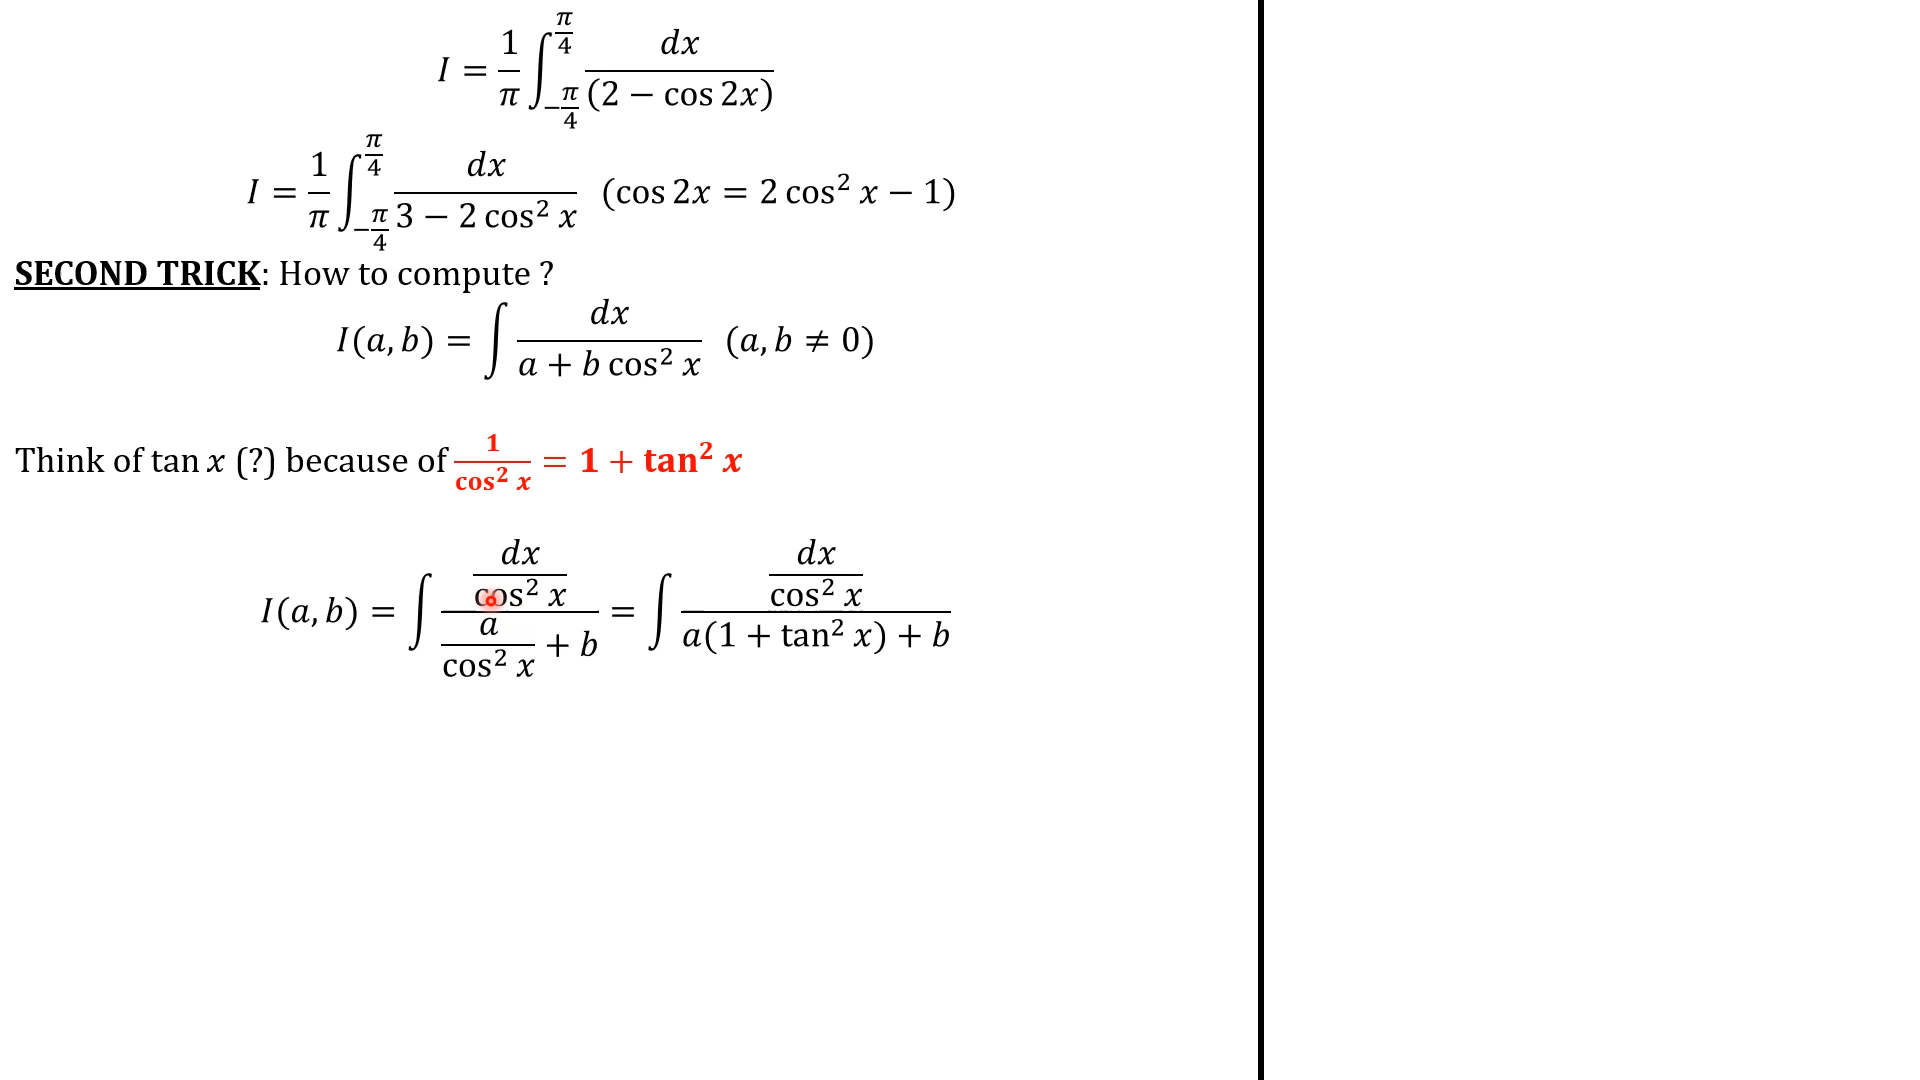 I = 1/π ∫_{-π/4}^{π/4} dx/(2 − cos 2x)
I = 1/π ∫_{-π/4}^{π/4} dx/(3 − 2 cos² x) (cos 2x = 2 cos² x − 1)
SECOND TRICK: How to compute ?
I(a, b) = ∫ dx/(a + b cos² x) (a, b ≠ 0)
Think of tan x (?) because of 1/cos² x = 1 + tan² x
I(a, b) = ∫ (dx/cos² x)/(a/cos² x + b) = ∫ (dx/cos² x)/(a(1 + tan² x) + b)